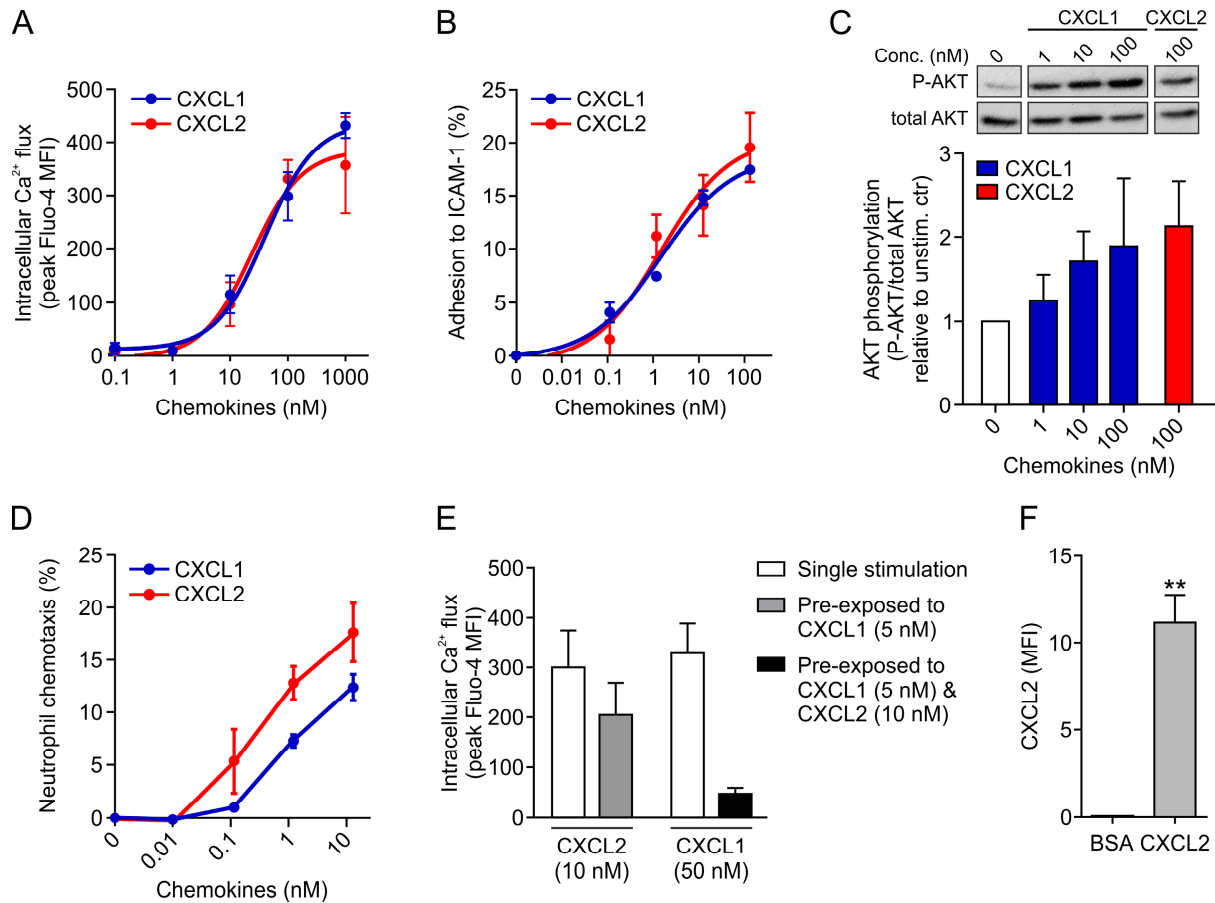 A
Intracellular Ca²⁺ flux
(peak Fluo-4 MFI)
500
400
300
200
100
0
CXCL1
CXCL2
0.1 1 10 100 1000
Chemokines (nM)
B
Adhesion to ICAM-1 (%)
25
20
15
10
5
0
CXCL1
CXCL2
0 0.01 0.1 1 10 100
Chemokines (nM)
C
CXCL1 CXCL2
Conc. (nM) 0 1 10 100 100
P-AKT
total AKT
AKT phosphorylation
(P-AKT/total AKT
relative to unstim. ctr)
3
2
1
0
CXCL1
CXCL2
0 1 10 100 100
Chemokines (nM)
D
Neutrophil chemotaxis (%)
25
20
15
10
5
0
CXCL1
CXCL2
0 0.01 0.1 1 10
Chemokines (nM)
E
Intracellular Ca²⁺ flux
(peak Fluo-4 MFI)
500
400
300
200
100
0
CXCL2 CXCL1
(10 nM) (50 nM)
Single stimulation
Pre-exposed to
CXCL1 (5 nM)
Pre-exposed to
CXCL1 (5 nM) &
CXCL2 (10 nM)
F
CXCL2 (MFI)
15
10
5
0
**
BSA CXCL2